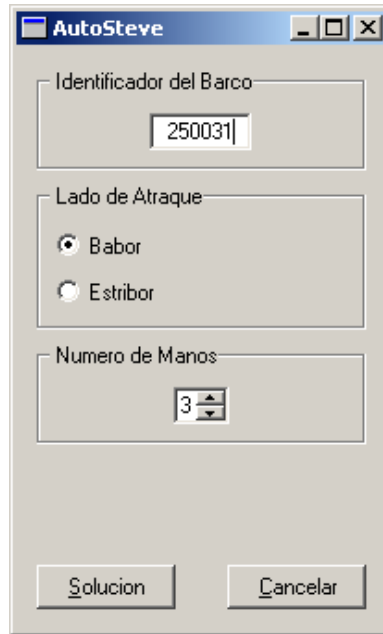 AutoSteve
Identificador del Barco
250031
Lado de Atraque
Babor
Estribor
Numero de Manos
3
Solucion
Cancelar